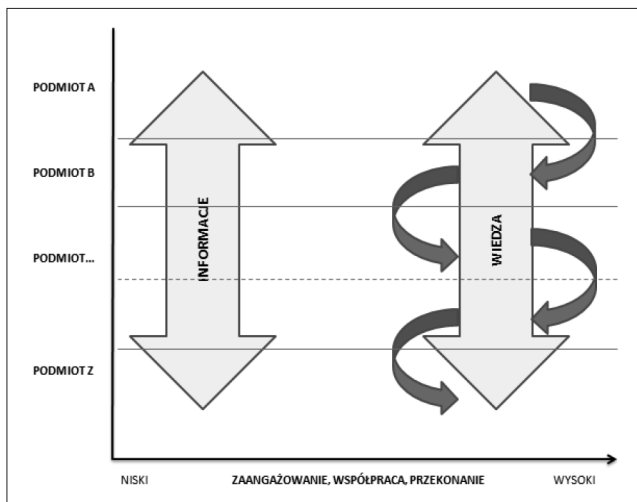 PODMIOT A
PODMIOT B
PODMIOT...
PODMIOT Z
INFORMACJE
WIEDZA
NISKI
ZAANGAŻOWANIE, WSPÓŁPRACA, PRZEKONANIE
WYSOKI